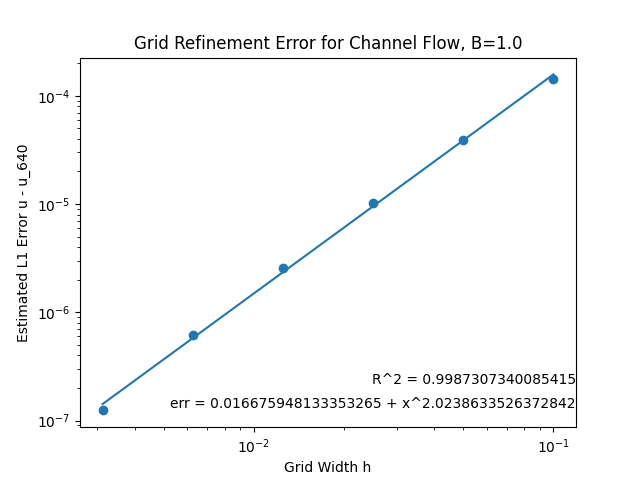 Grid Refinement Error for Channel Flow, B=1.0
Estimated L1 Error u - u_640
10^-4
10^-5
10^-6
10^-7
R^2 = 0.9987307340085415
err = 0.016675948133353265 + x^2.0238633526372842
10^-2
10^-1
Grid Width h